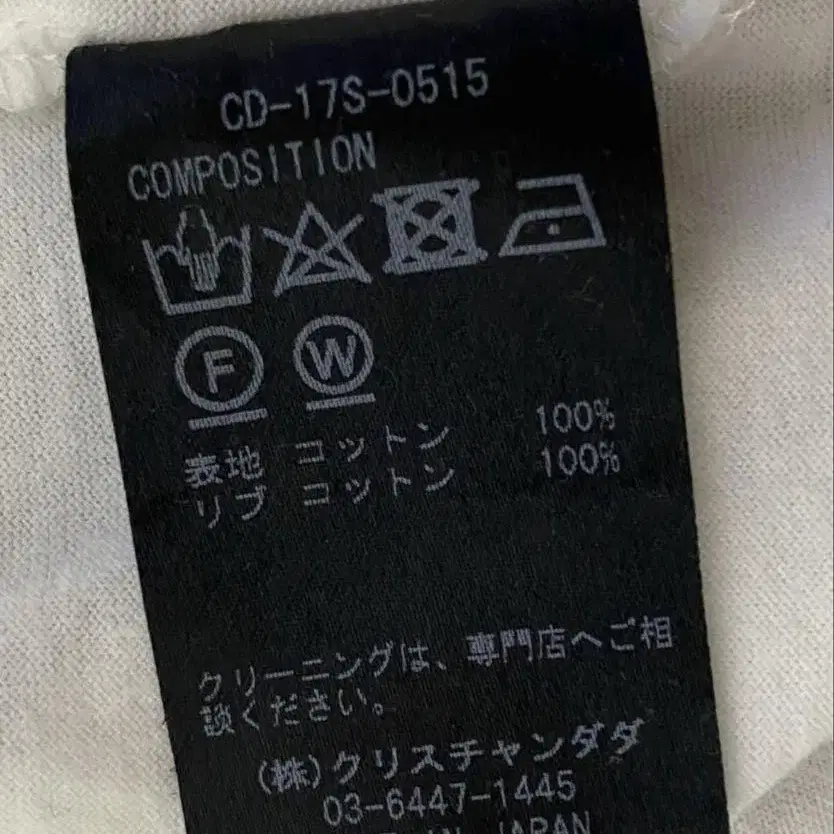 CD-17S-0515
COMPOSITION
F W
表地 コットン 100%
リブ コットン 100%
クリーニングは、専門店へご相
談ください。
(株)クリスチャンダダ
03-6447-1445
IN JAPAN